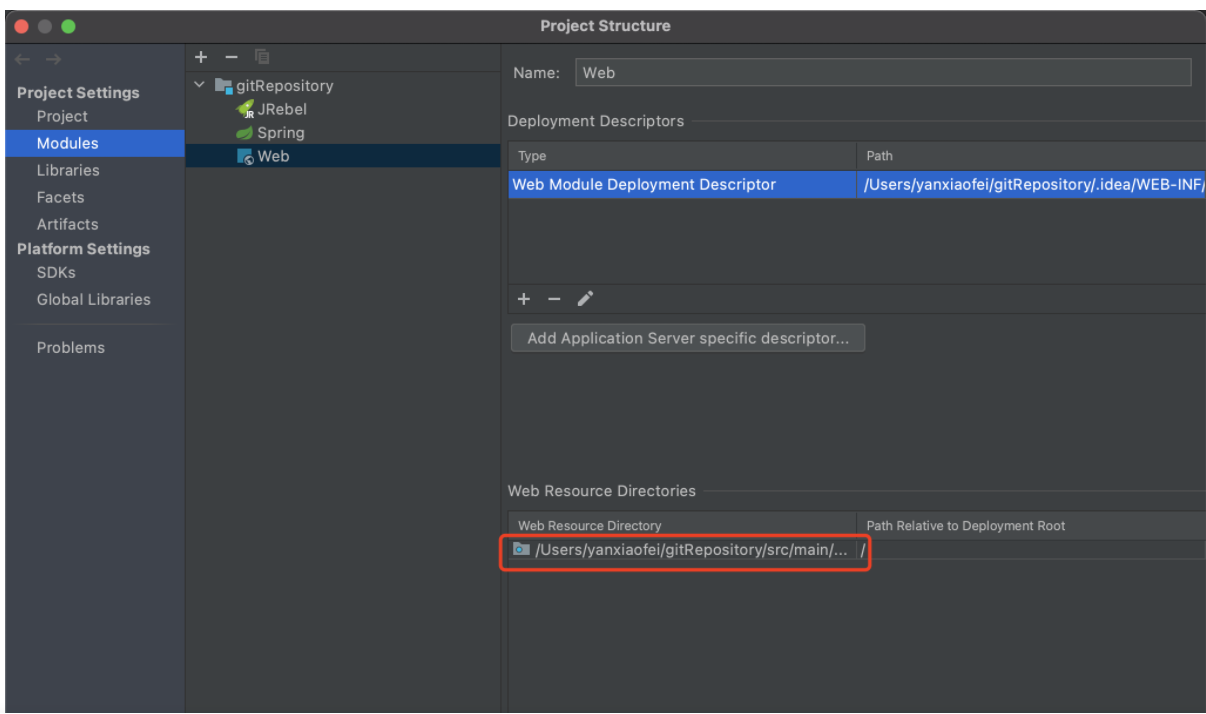 Project Structure
Project Settings
Project
Modules
Libraries
Facets
Artifacts
Platform Settings
SDKs
Global Libraries
Problems
gitRepository
JRebel
Spring
Web
Name: Web
Deployment Descriptors
Type Path
Web Module Deployment Descriptor /Users/yanxiaofei/gitRepository/.idea/WEB-INF/
Add Application Server specific descriptor...
Web Resource Directories
Web Resource Directory Path Relative to Deployment Root
/Users/yanxiaofei/gitRepository/src/main/... /